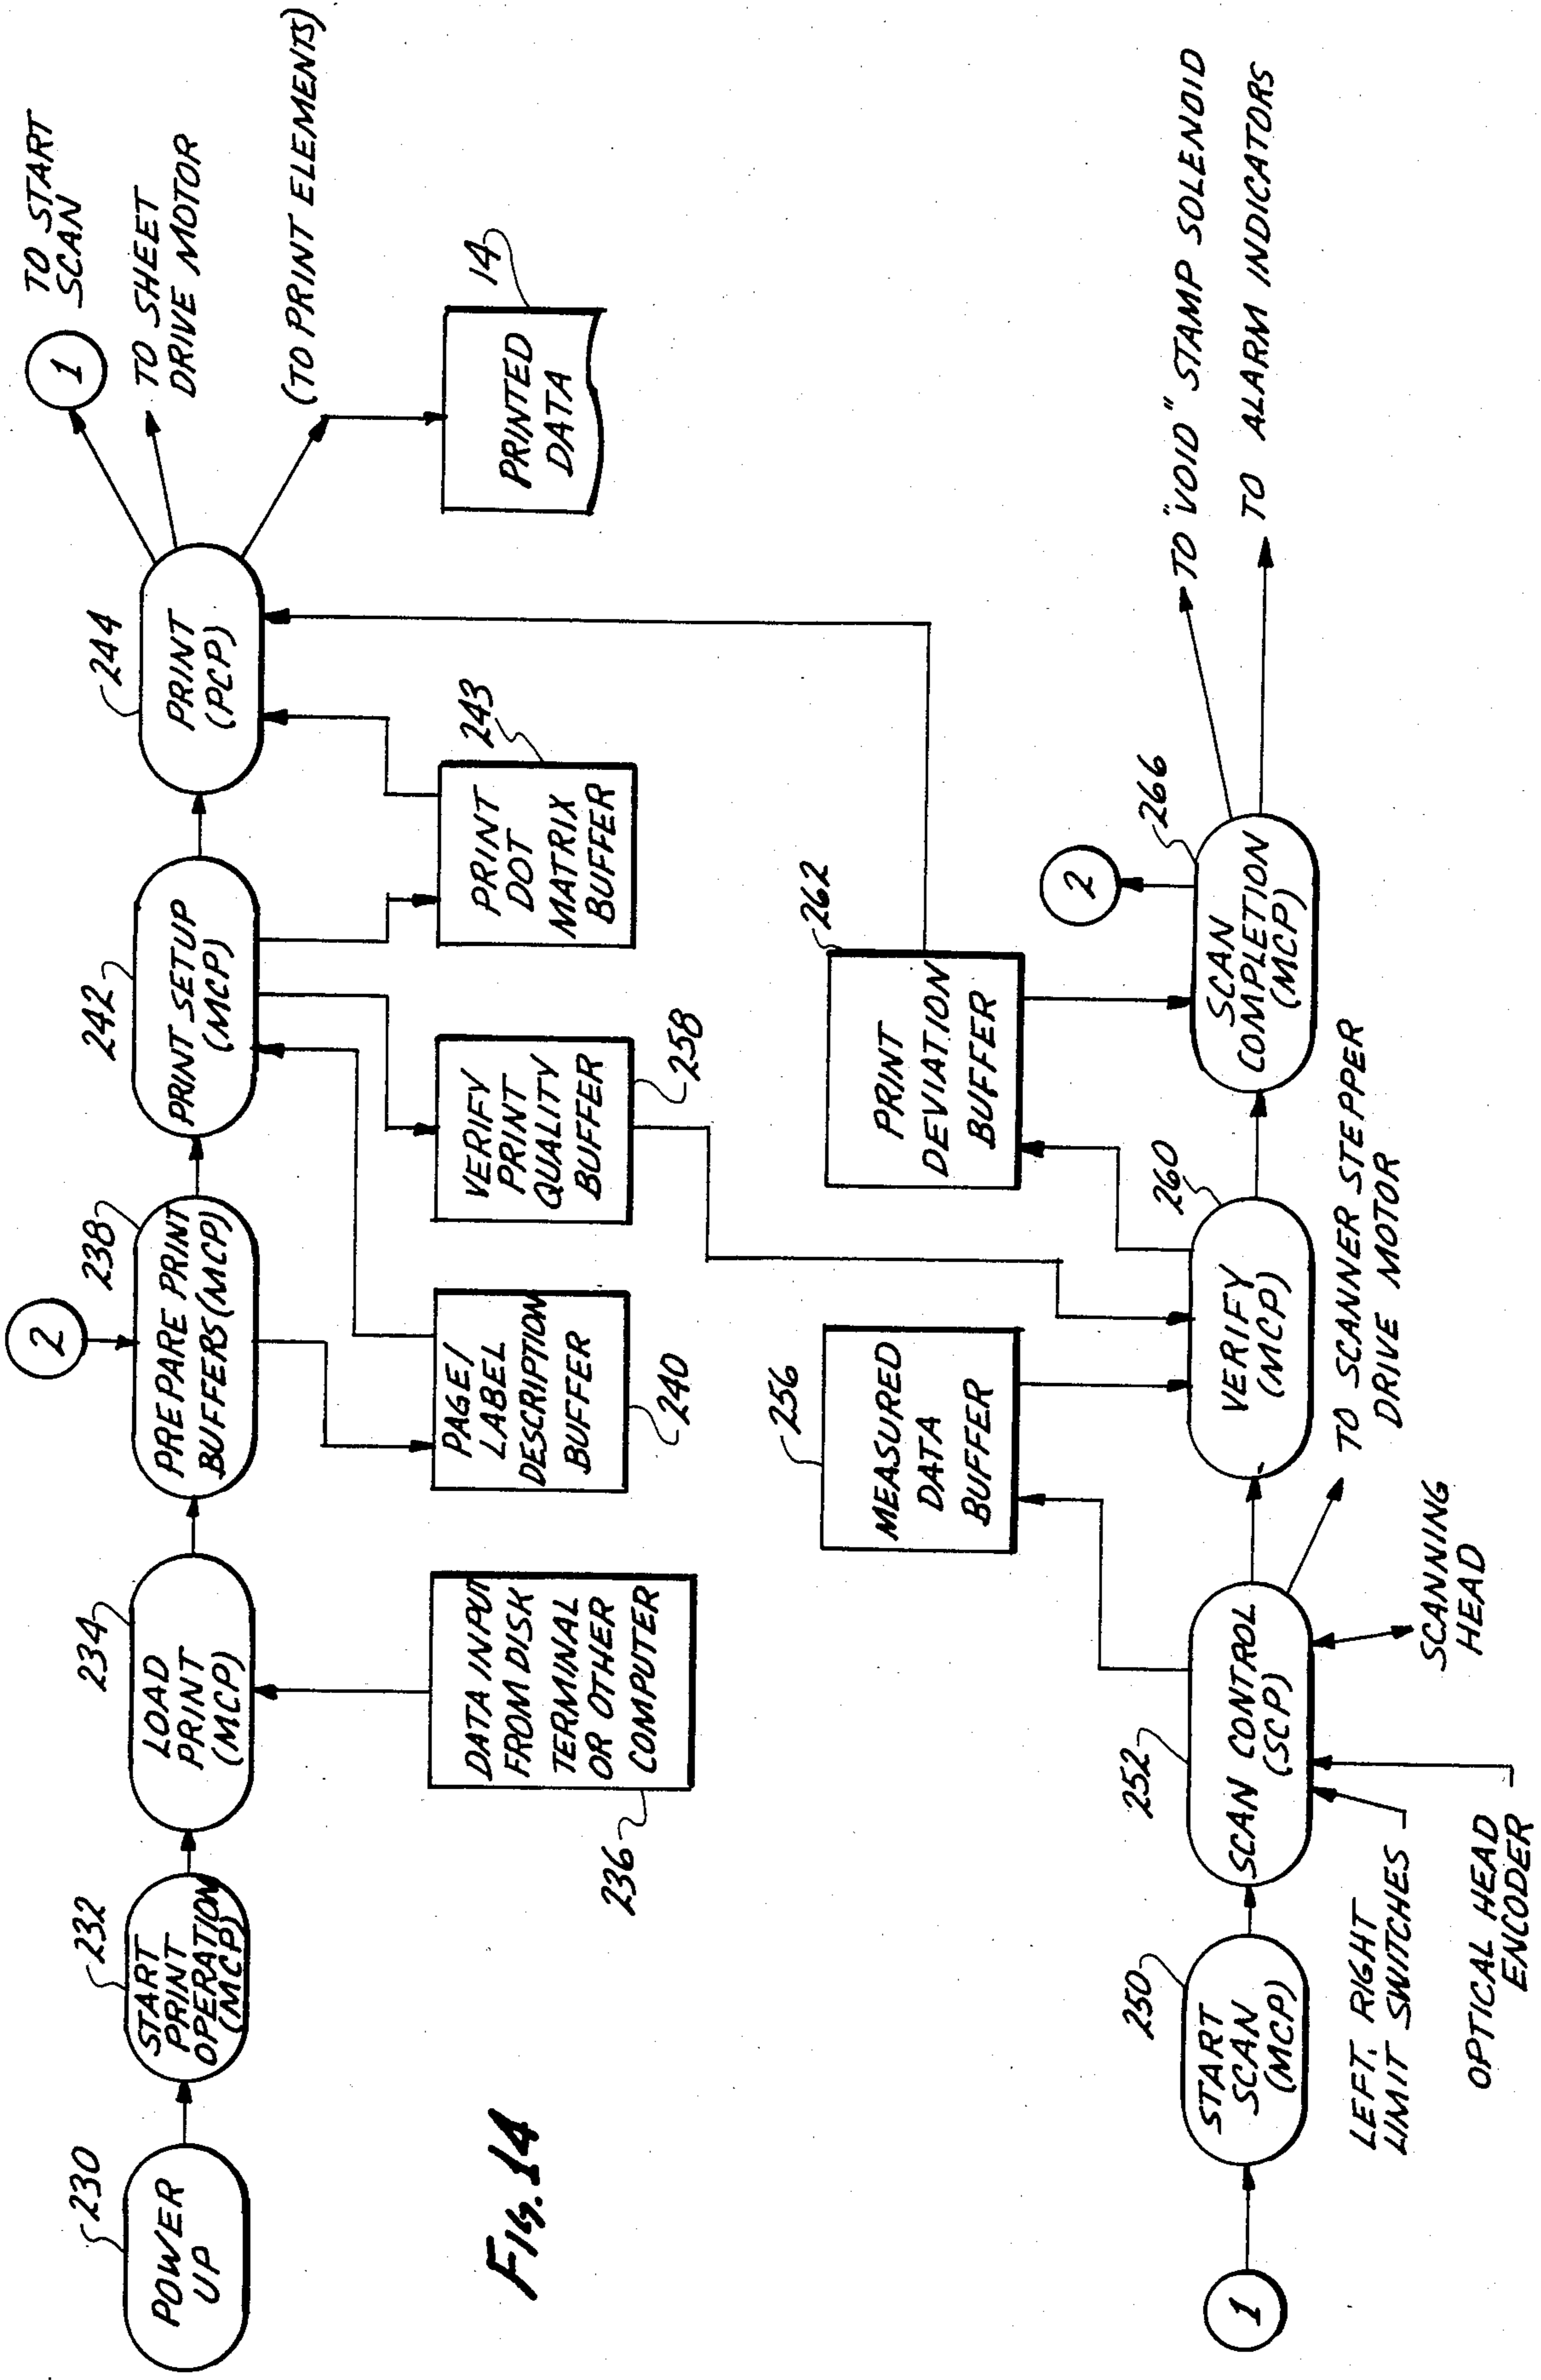 230
POWER
UP
232
START
PRINT
OPERATION
(MCP)
234
LOAD
PRINT
(MCP)
DATA INPUT
FROM DISK
TERMINAL
OR OTHER
COMPUTER
236
2
238
PREPARE PRINT
BUFFERS (MCP)
PAGE/
LABEL
DESCRIPTION
BUFFER
240
242
PRINT SETUP
(MCP)
VERIFY
PRINT
QUALITY
BUFFER
258
243
PRINT
DOT
MATRIX
BUFFER
244
PRINT
(PCP)
1
TO START
SCAN
TO SHEET
DRIVE MOTOR
(TO PRINT ELEMENTS)
14
PRINTED
DATA
Fig. 14
1
250
START
SCAN
(MCP)
252
SCAN CONTROL
(SCP)
LEFT, RIGHT
LIMIT SWITCHES
OPTICAL HEAD
ENCODER
SCANNING
HEAD
TO SCANNER STEPPER
DRIVE MOTOR
256
MEASURED
DATA
BUFFER
260
VERIFY
(MCP)
262
PRINT
DEVIATION
BUFFER
2
266
SCAN
COMPLETION
(MCP)
TO "VOID" STAMP SOLENOID
TO ALARM INDICATORS